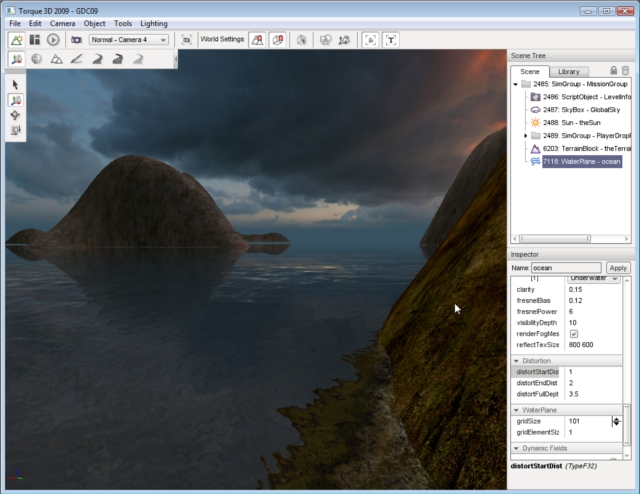 Torque 3D 2009 - GDC09
File Edit Camera Object Tools Lighting
Normal - Camera 4 World Settings T
Scene Tree
Scene Library
2485: SimGroup - MissionGroup
2486: ScriptObject - LevelInfo
2487: SkyBox - GlobalSky
2488: Sun - theSun
2489: SimGroup - PlayerDropP
6203: TerrainBlock - theTerrai
7118: WaterPlane - ocean
Inspector
Name: ocean Apply
[1] Underwater
clarity 0.15
fresnelBias 0.12
fresnelPower 6
visibilityDepth 10
renderFogMes
reflectTexSize 800 600
Distortion
distortStartDis 1
distortEndDist 2
distortFullDept 3.5
WaterPlane
gridSize 101
gridElementSiz 1
Dynamic Fields
distortStartDist (TypeF32)